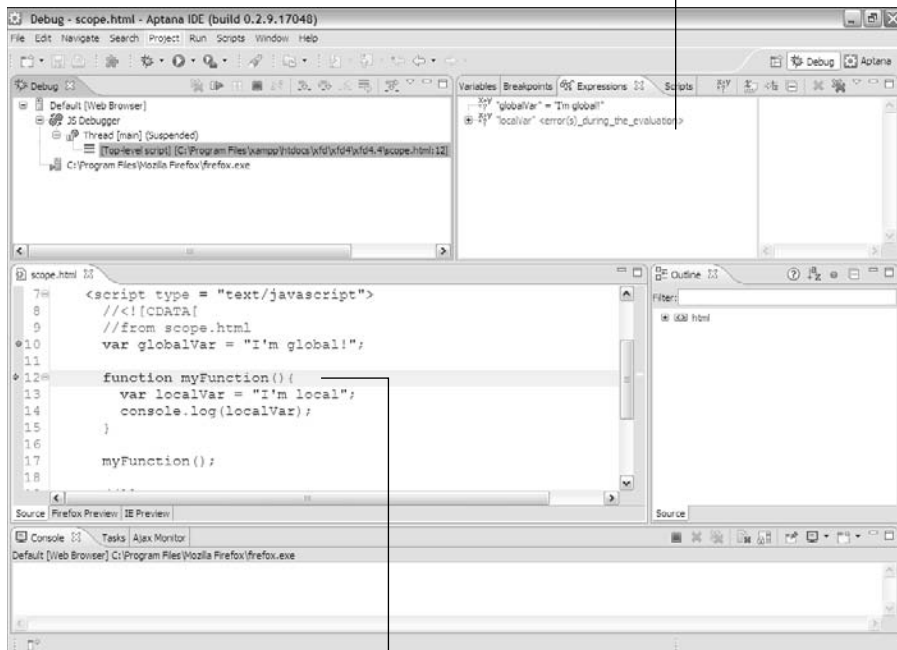 Debug - scope.html - Aptana IDE (build 0.2.9.17048)
File Edit Navigate Search Project Run Scripts Window Help
Debug Aptana
Debug
Variables Breakpoints Expressions Scripts
Default [Web Browser]
JS Debugger
Thread [main] (Suspended)
[Top-level script] [C:\Program Files\xampp\htdocs\xfd\xfd4\xfd4.4\scope.html:12]
C:\Program Files\Mozilla Firefox\firefox.exe
"globalVar" = "I'm global!"
"localVar" <error(s)_during_the_evaluation>
scope.html
7 <script type = "text/javascript">
8 //<![CDATA[
9 //from scope.html
10 var globalVar = "I'm global!";
11
12 function myFunction(){
13 var localVar = "I'm local";
14 console.log(localVar);
15 }
16
17 myFunction();
18
Source Firefox Preview IE Preview
Outline
Filter:
html
Source
Console Tasks Ajax Monitor
Default [Web Browser] C:\Program Files\Mozilla Firefox\firefox.exe